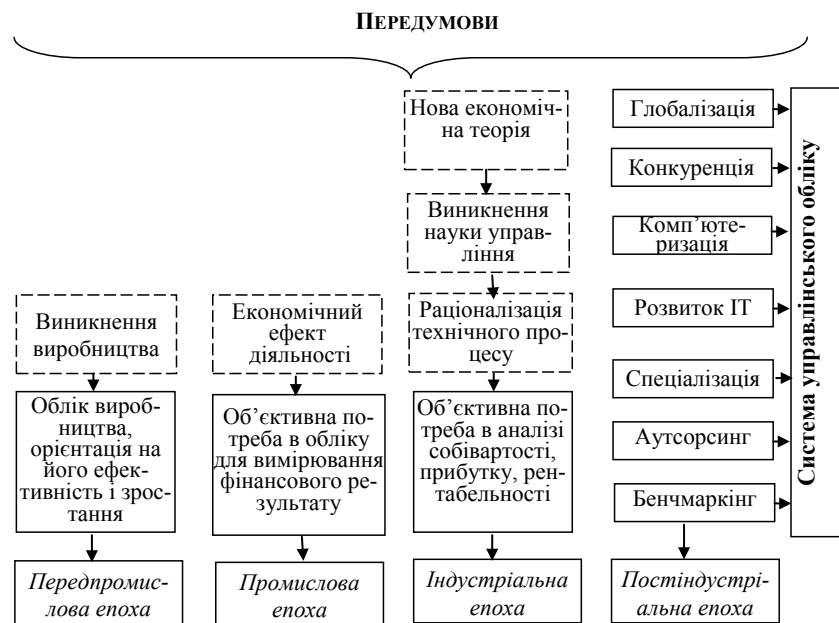 ПЕРЕДУМОВИ
Виникнення
виробництва
Облік вироб-
ництва,
орієнтація на
його ефек-
тивність і зрос-
тання
Передпромис-
лова епоха
Економічний
ефект
діяльності
Об’єктивна по-
треба в обліку
для вимірювання
фінансового ре-
зультату
Промислова
епоха
Нова економіч-
на теорія
Виникнення
науки управ-
ління
Раціоналізація
технічного про-
цесу
Об’єктивна по-
треба в аналізі
собівартості,
прибутку, рен-
табельності
Індустріальна
епоха
Глобалізація
Конкуренція
Комп’юте-
ризація
Розвиток ІТ
Спеціалізація
Аутсорсинг
Бенчмаркінг
Постіндустрі-
альна епоха
Система управлінського обліку